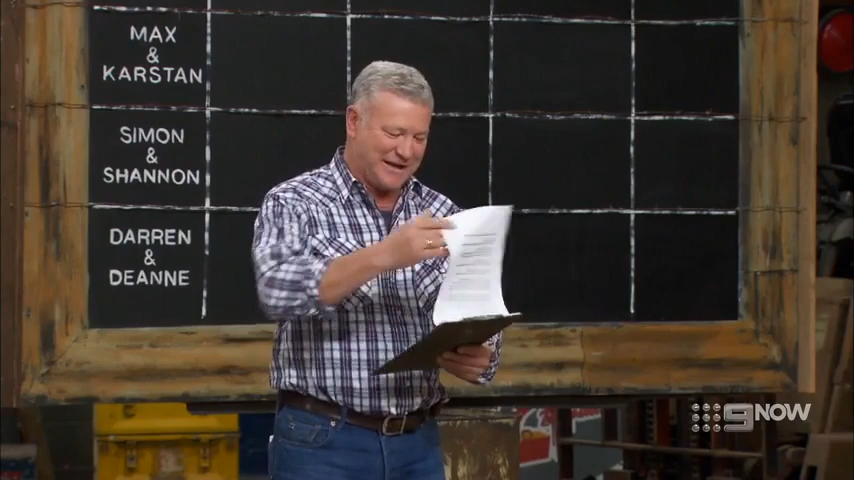 MAX
&
KARSTAN
SIMON
&
SHANNON
DARREN
&
DEANNE
9NOW